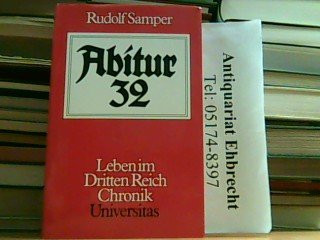 Rudolf Samper
Abitur
32
Leben im
Dritten Reich
Chronik
Universitas
Antiquariat Ehbrecht
Tel: 05174-8397